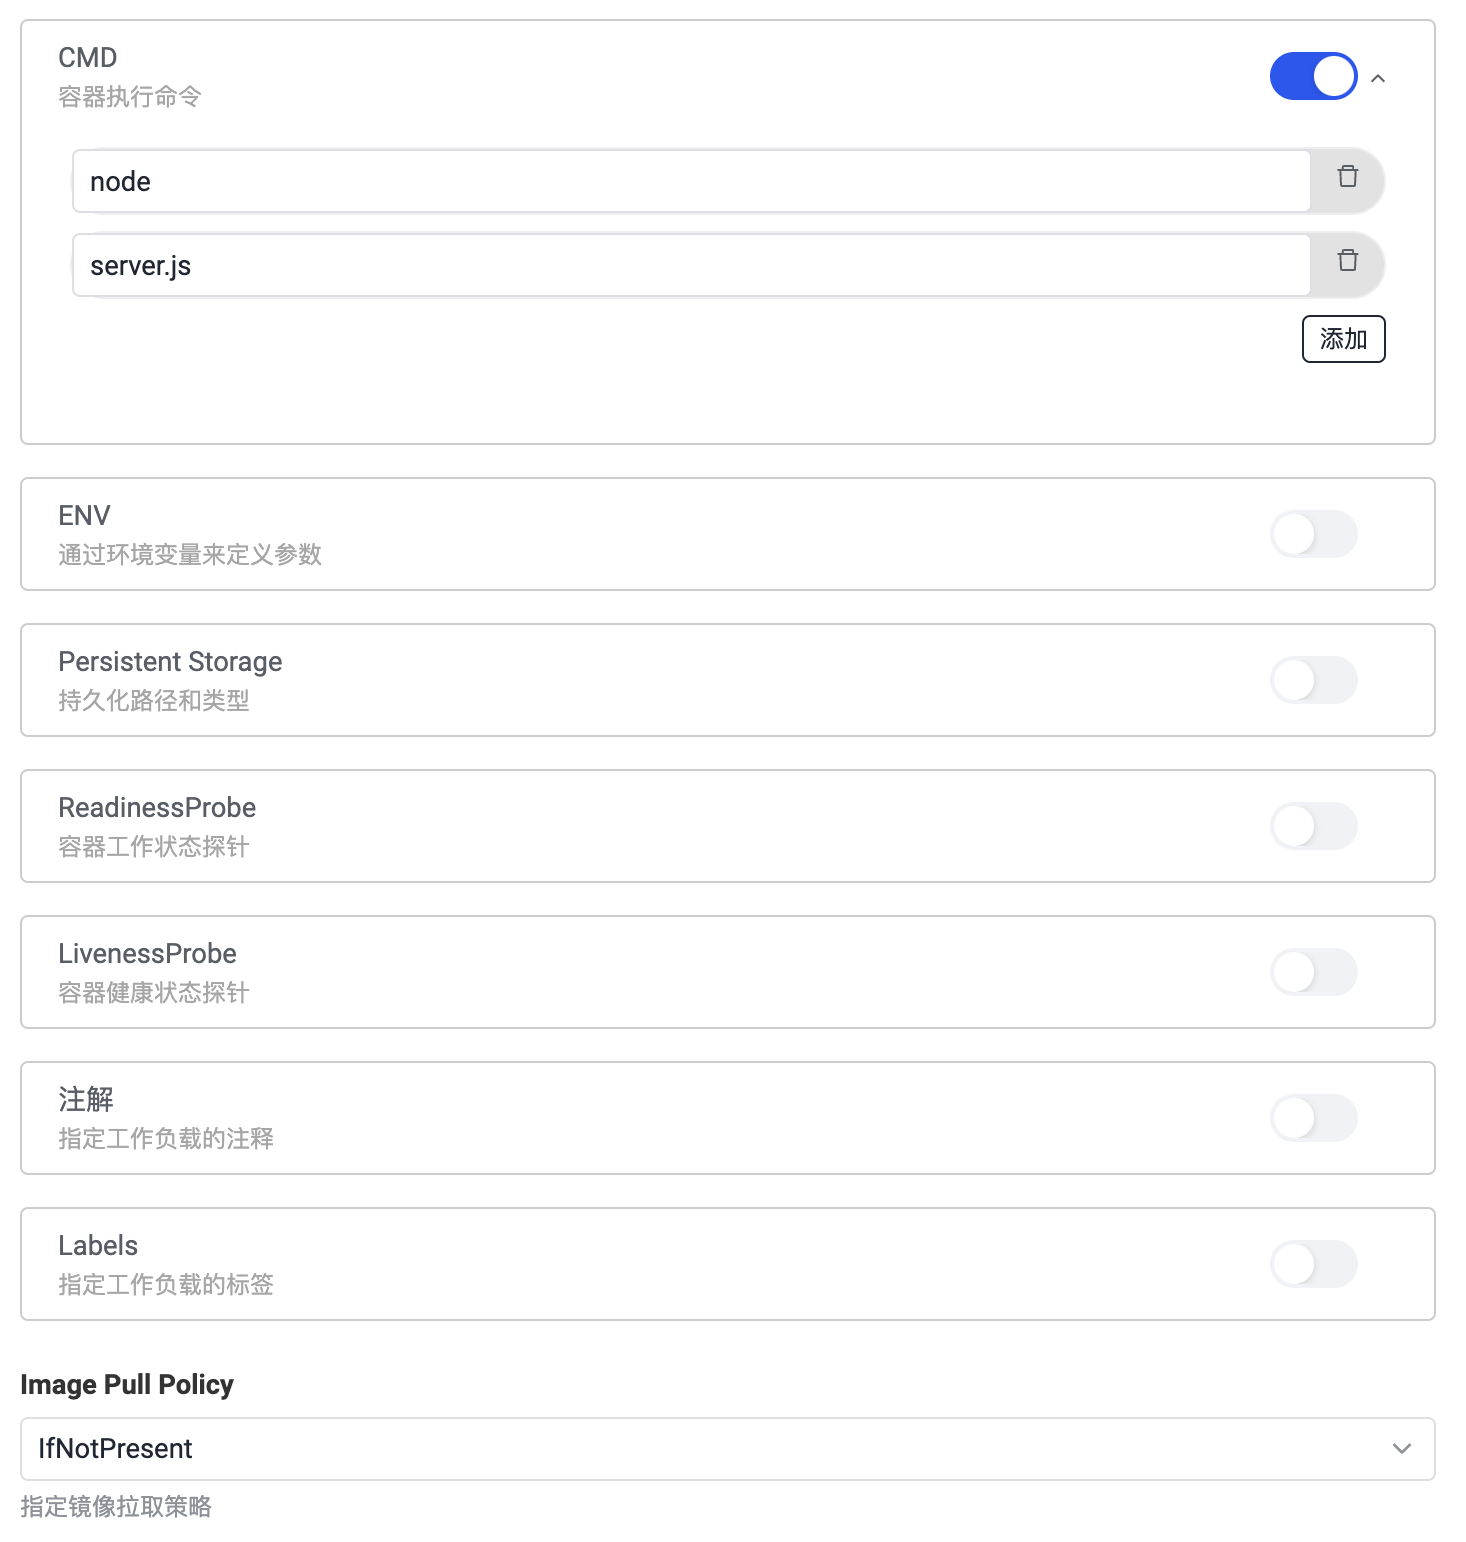 CMD
容器执行命令
node
server.js
添加
ENV
通过环境变量来定义参数
Persistent Storage
持久化路径和类型
ReadinessProbe
容器工作状态探针
LivenessProbe
容器健康状态探针
注解
指定工作负载的注释
Labels
指定工作负载的标签
Image Pull Policy
IfNotPresent
指定镜像拉取策略